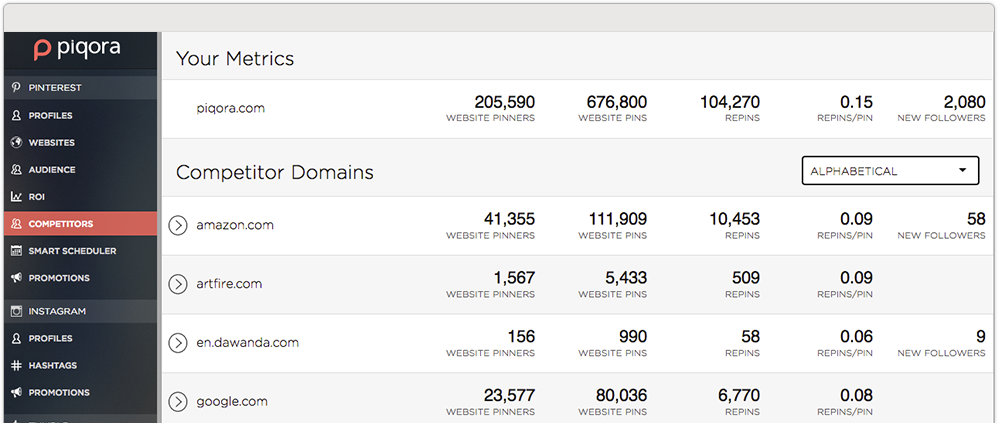 piqora
PINTEREST
PROFILES
WEBSITES
AUDIENCE
ROI
COMPETITORS
SMART SCHEDULER
PROMOTIONS
INSTAGRAM
PROFILES
HASHTAGS
PROMOTIONS
Your Metrics
piqora.com 205,590 676,800 104,270 0.15 2,080
WEBSITE PINNERS WEBSITE PINS REPINS REPINS/PIN NEW FOLLOWERS
Competitor Domains ALPHABETICAL
amazon.com 41,355 111,909 10,453 0.09 58
WEBSITE PINNERS WEBSITE PINS REPINS REPINS/PIN NEW FOLLOWERS
artfire.com 1,567 5,433 509 0.09
WEBSITE PINNERS WEBSITE PINS REPINS REPINS/PIN
en.dawanda.com 156 990 58 0.06 9
WEBSITE PINNERS WEBSITE PINS REPINS REPINS/PIN NEW FOLLOWERS
google.com 23,577 80,036 6,770 0.08
WEBSITE PINNERS WEBSITE PINS REPINS REPINS/PIN